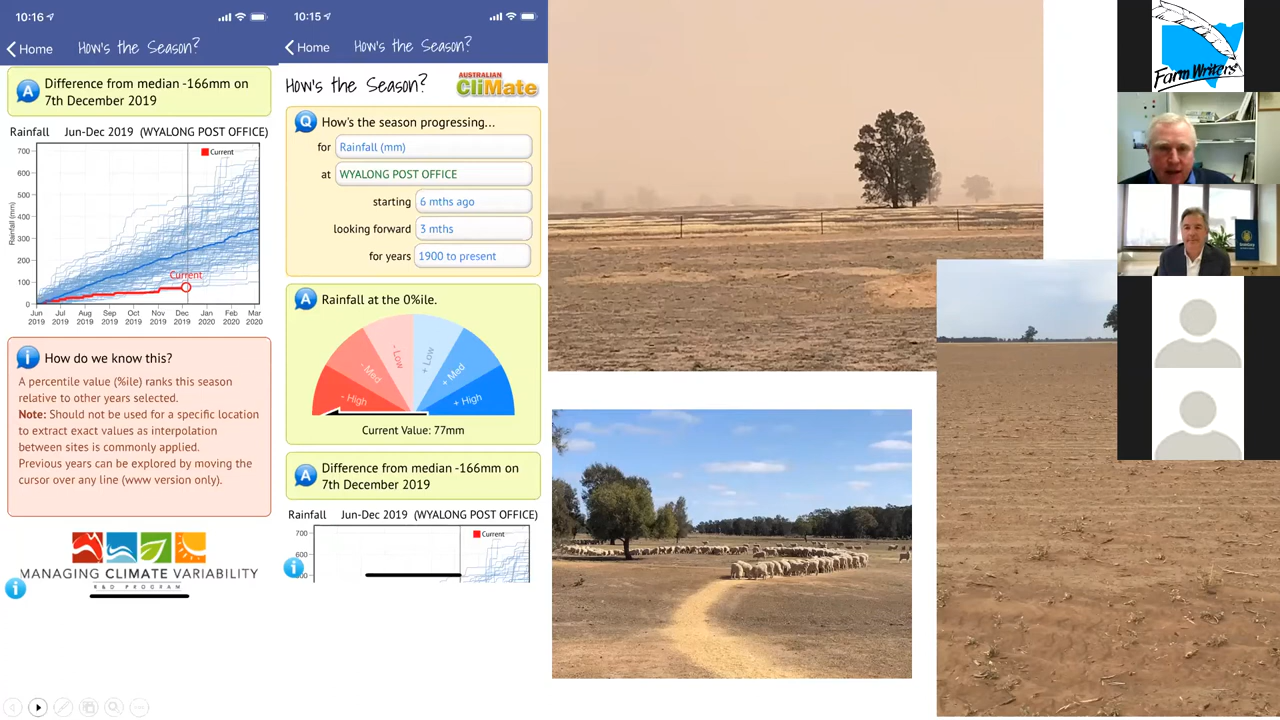 10:16
Home
How's the Season?
Difference from median -166mm on
7th December 2019
Rainfall Jun-Dec 2019 (WYALONG POST OFFICE)
Current
700
600
500
400
300
200
100
0
Rainfall (mm)
Current
Jun Jul Aug Sep Oct Nov Dec Jan Feb Mar
2019 2019 2019 2019 2019 2019 2019 2020 2020 2020
How do we know this?
A percentile value (%ile) ranks this season
relative to other years selected.
Note: Should not be used for a specific location
to extract exact values as interpolation
between sites is commonly applied.
Previous years can be explored by moving the
cursor over any line (www version only).
MANAGING CLIMATE VARIABILITY
R&D PROGRAM
10:15
Home
How's the Season?
How's the Season?
AUSTRALIAN
CliMate
How's the season progressing...
for Rainfall (mm)
at WYALONG POST OFFICE
starting 6 mths ago
looking forward 3 mths
for years 1900 to present
Rainfall at the 0%ile.
- High
- Med
- Low
+ Low
+ Med
+ High
Current Value: 77mm
Difference from median -166mm on
7th December 2019
Rainfall Jun-Dec 2019 (WYALONG POST OFFICE)
Current
700
600
Farm Writers